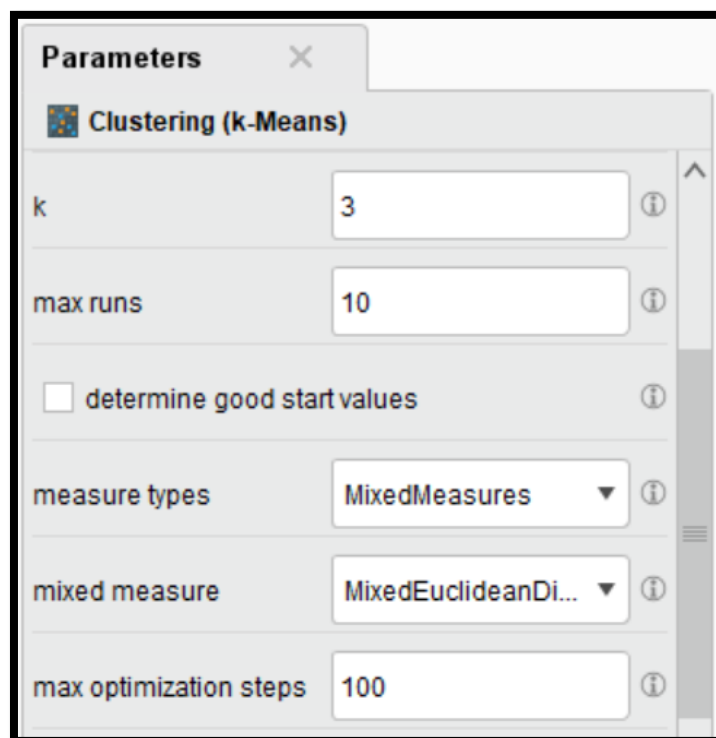 Parameters
Clustering (k-Means)
k 3
max runs 10
determine good start values
measure types MixedMeasures
mixed measure MixedEuclideanDi...
max optimization steps 100